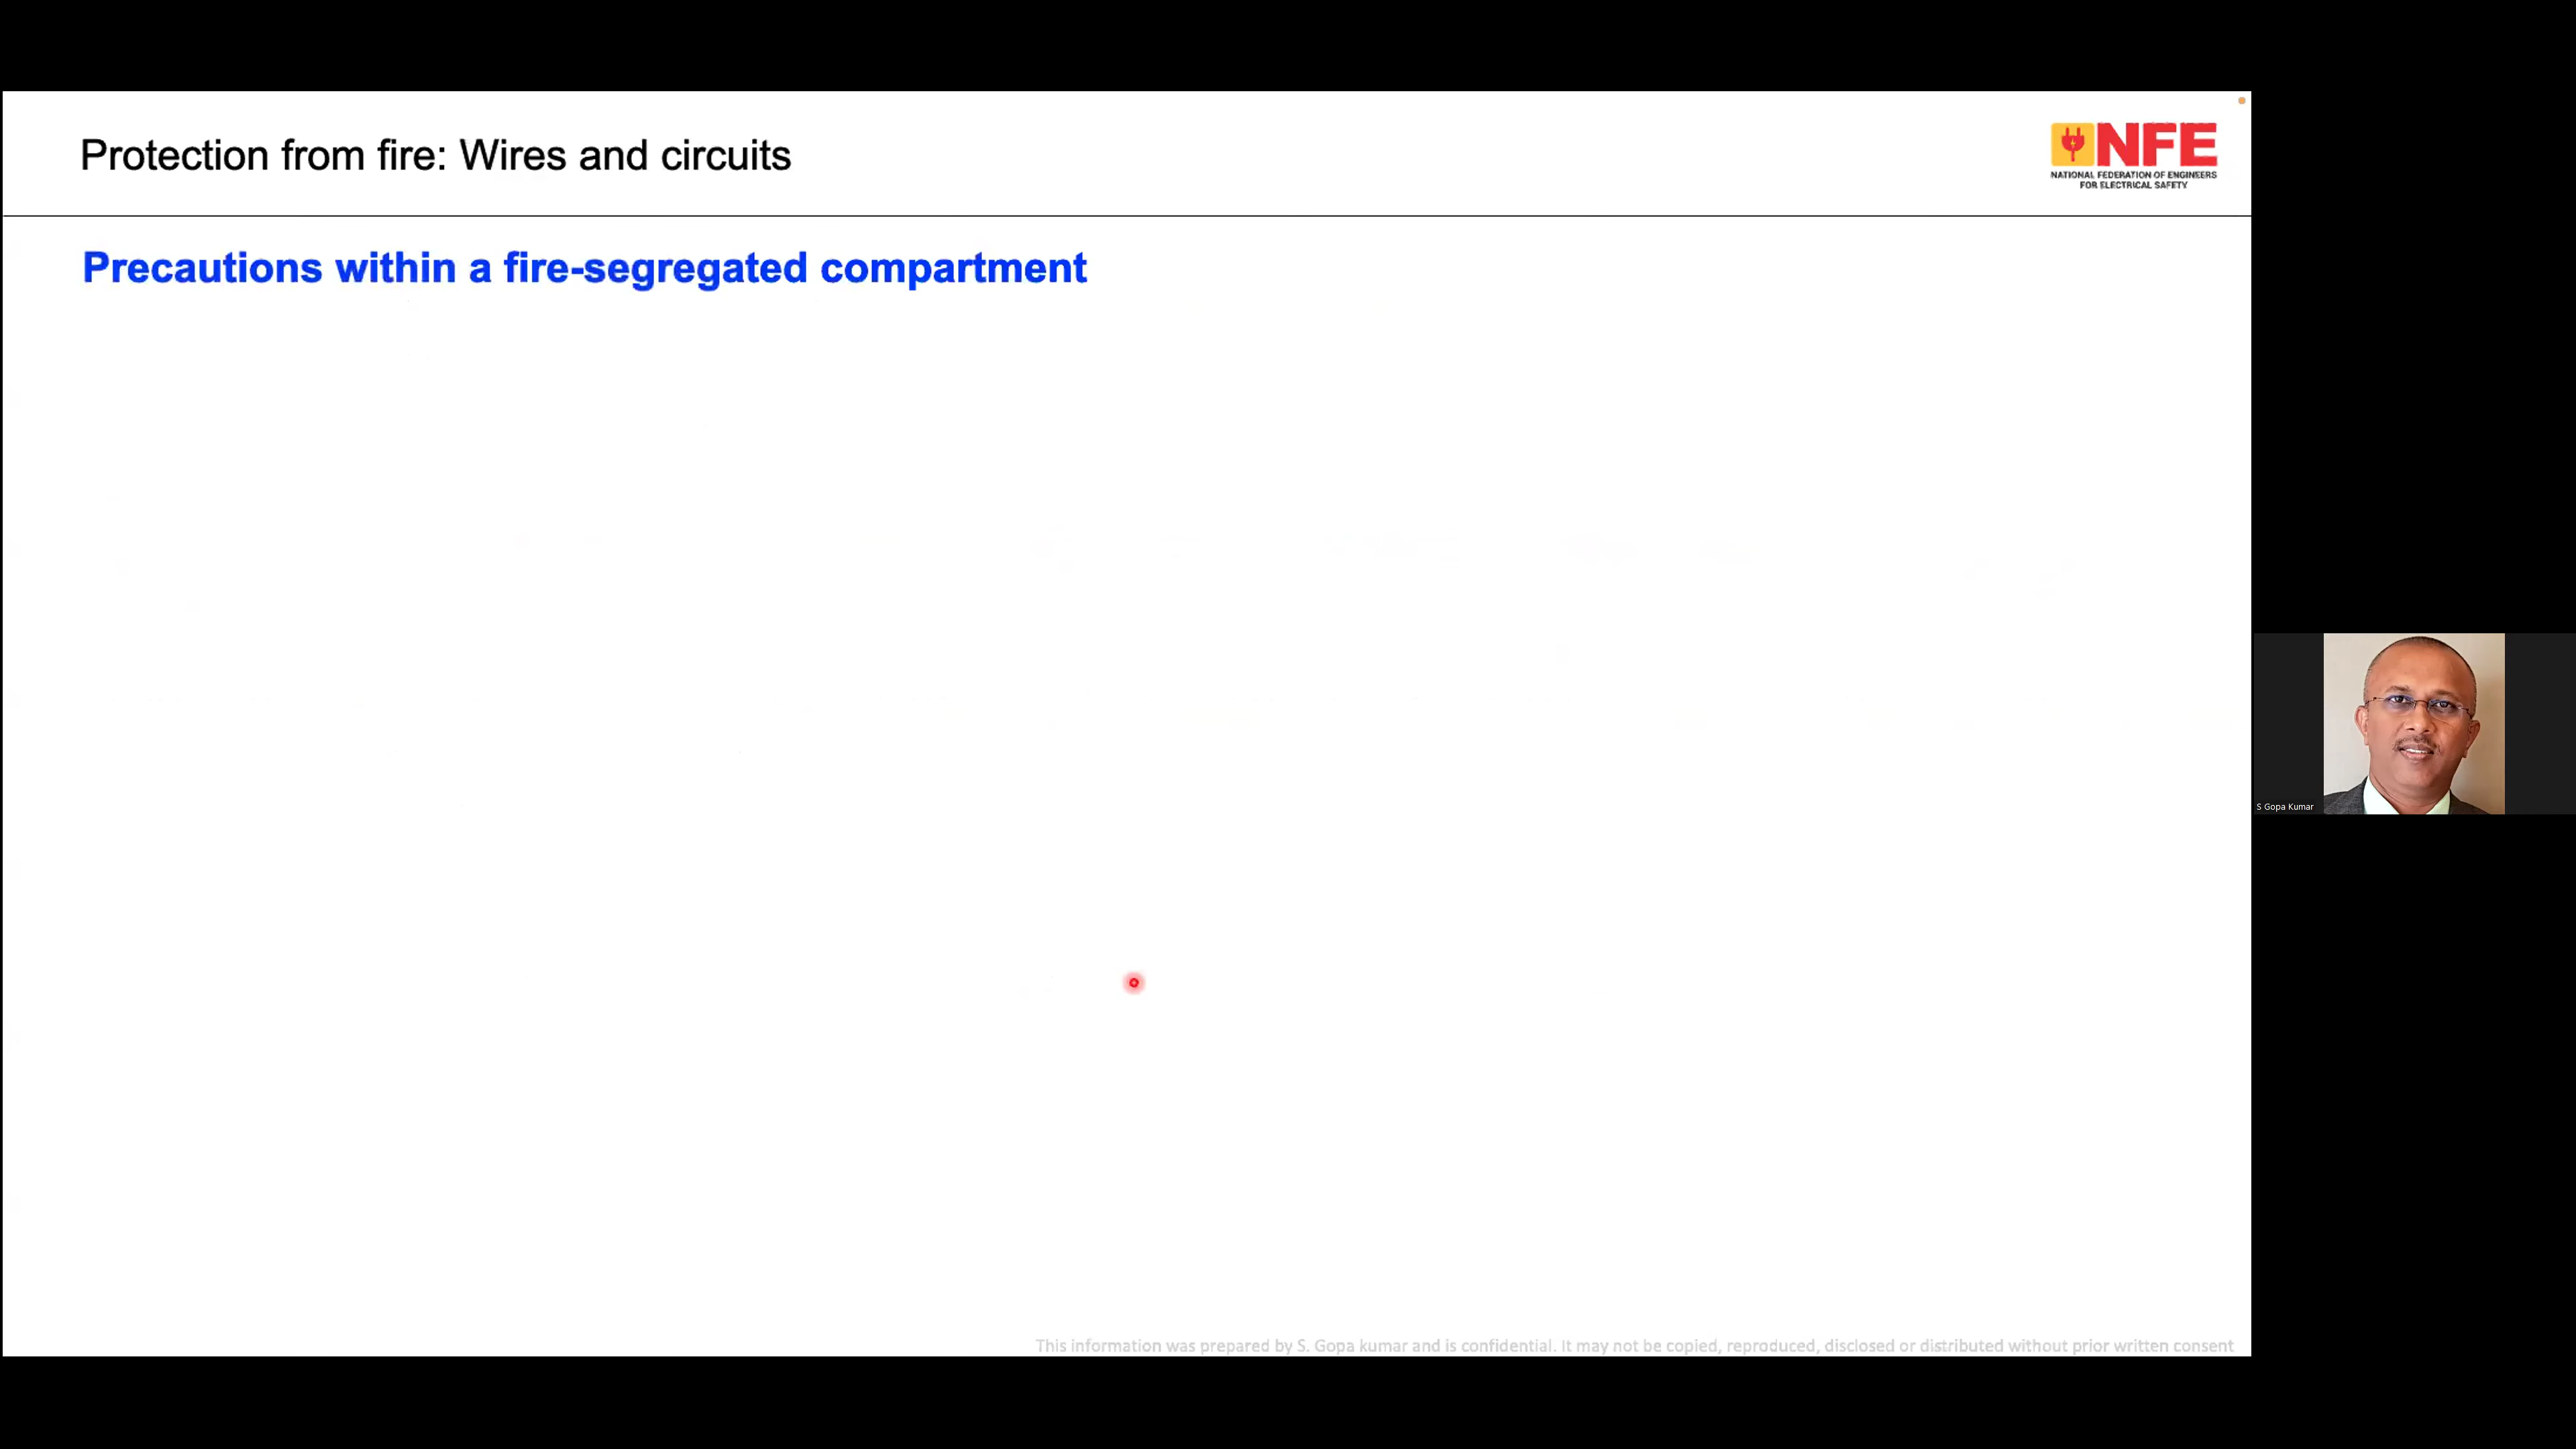 Protection from fire: Wires and circuits
NFE
NATIONAL FEDERATION OF ENGINEERS
FOR ELECTRICAL SAFETY
Precautions within a fire-segregated compartment
S Gopa Kumar
This information was prepared by S. Gopa kumar and is confidential. It may not be copied, reproduced, disclosed or distributed without prior written consent